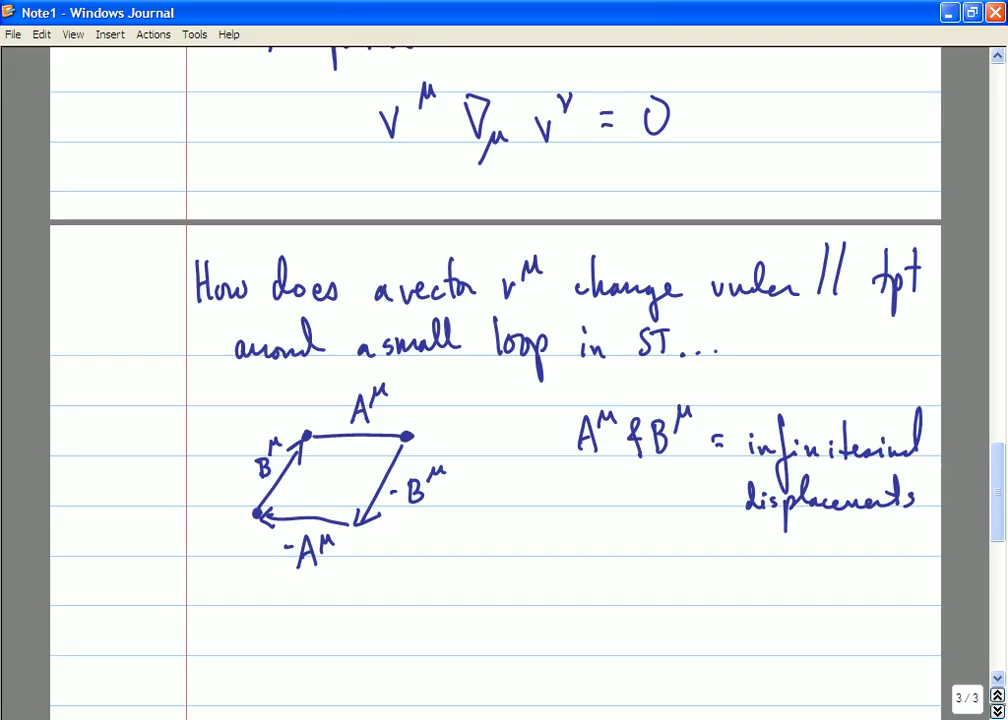 Note1 - Windows Journal
File Edit View Insert Actions Tools Help
v^μ ∇_μ v^ν = 0
How does a vector v^μ change under // tpt
around a small loop in ST...
A^μ
B^μ
-B^μ
-A^μ
A^μ & B^μ = infinitesimal
displacements
3 / 3